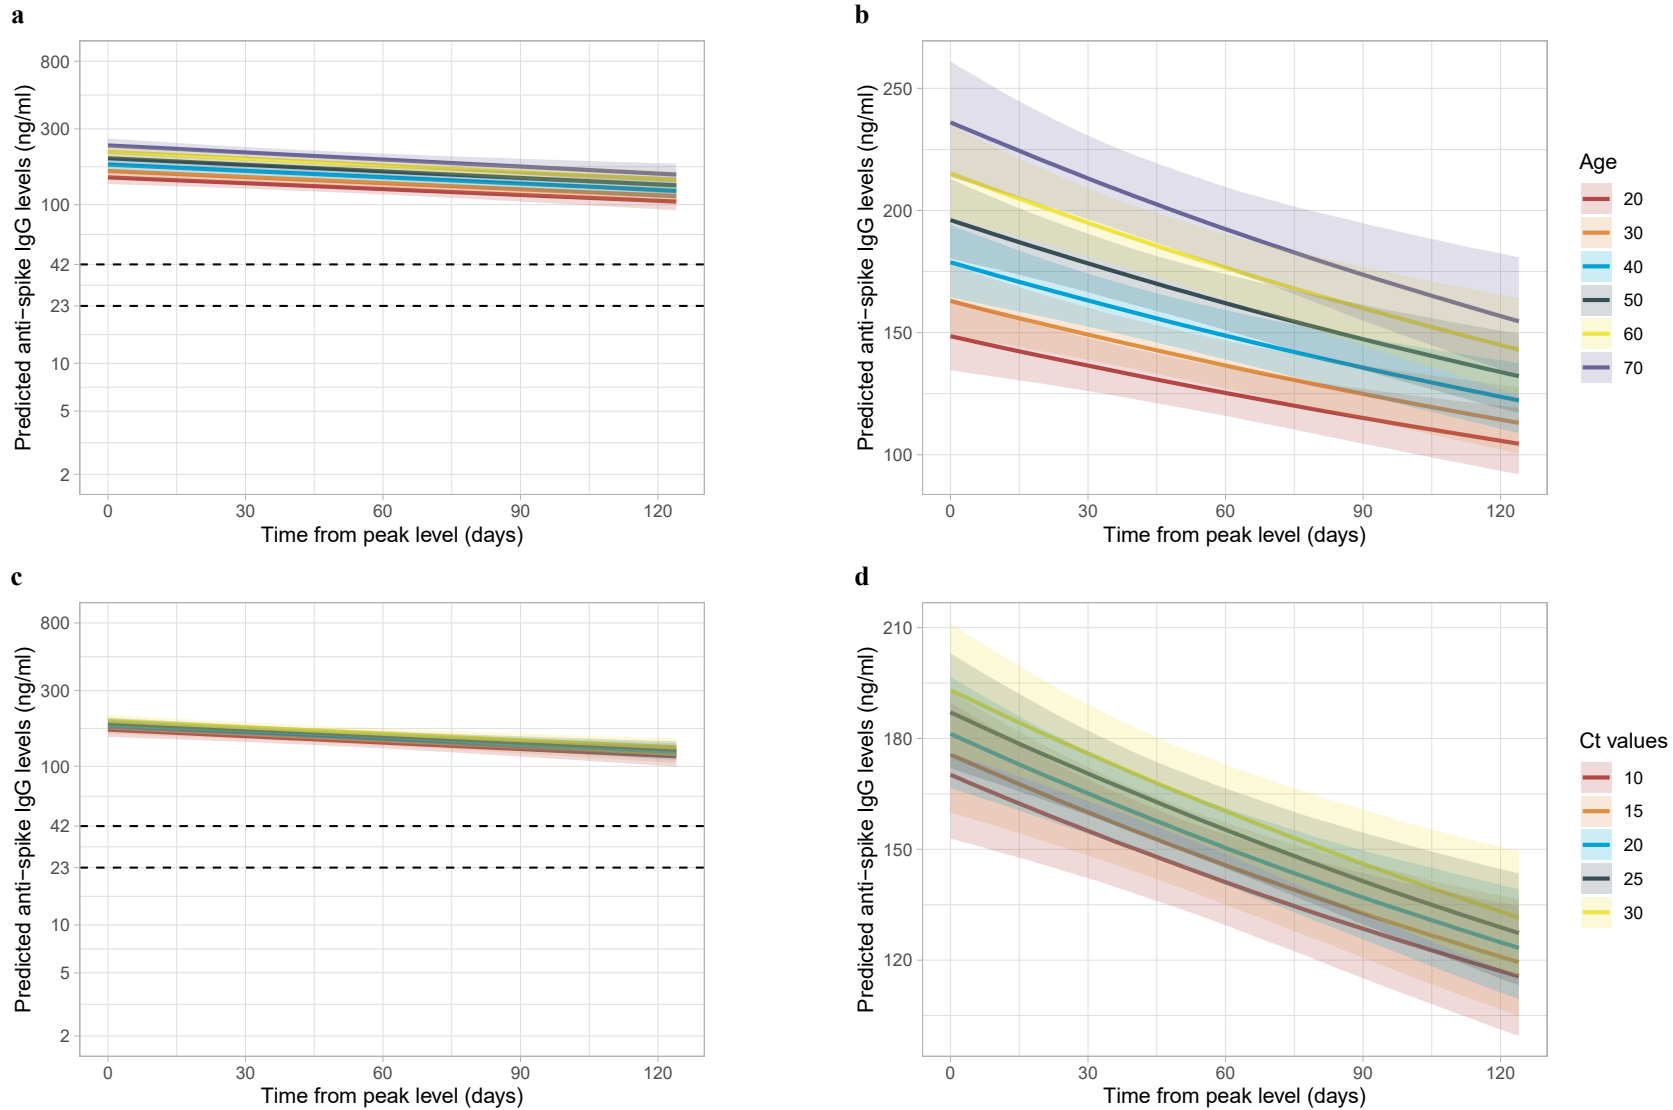 a
Predicted anti−spike IgG levels (ng/ml)
800
300
100
42
23
10
5
2
0 30 60 90 120
Time from peak level (days)
b
Predicted anti−spike IgG levels (ng/ml)
250
200
150
100
0 30 60 90 120
Time from peak level (days)
Age
20
30
40
50
60
70
c
Predicted anti−spike IgG levels (ng/ml)
800
300
100
42
23
10
5
2
0 30 60 90 120
Time from peak levels (days)
d
Predicted anti−spike IgG levels (ng/ml)
210
180
150
120
0 30 60 90 120
Time from peak levels (days)
Ct values
10
15
20
25
30